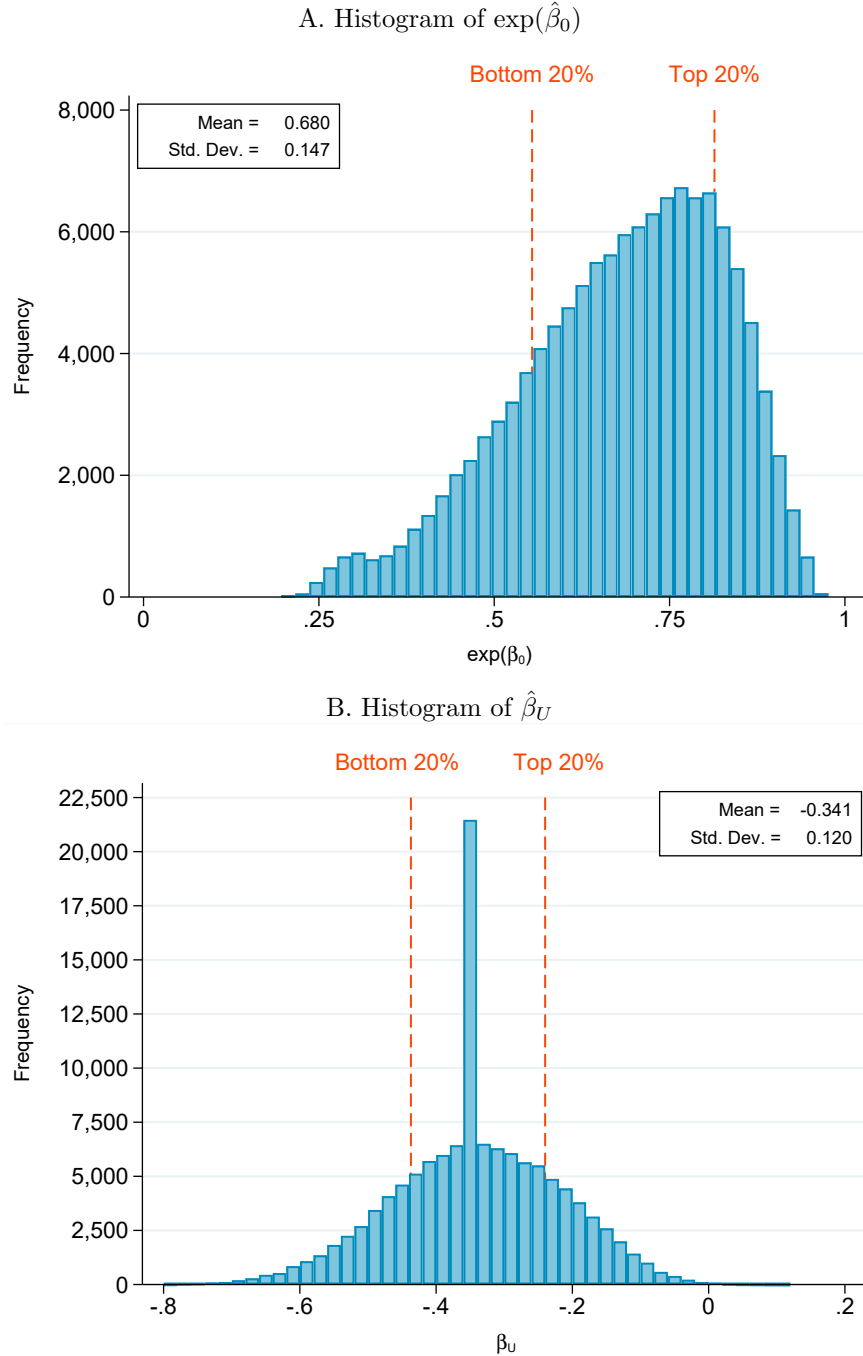 A. Histogram of exp(β̂₀)
Bottom 20% Top 20%
Mean = 0.680
Std. Dev. = 0.147
8,000
6,000
4,000
2,000
0
Frequency
0 .25 .5 .75 1
exp(β₀)
B. Histogram of β̂_U
Bottom 20% Top 20%
Mean = -0.341
Std. Dev. = 0.120
22,500
20,000
17,500
15,000
12,500
10,000
7,500
5,000
2,500
0
Frequency
-.8 -.6 -.4 -.2 0 .2
β_U